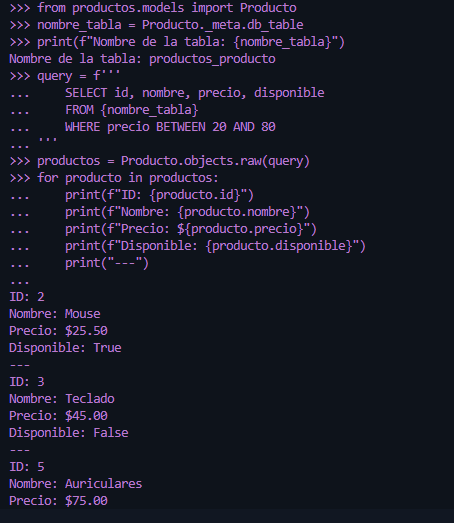 >>> from productos.models import Producto
>>> nombre_tabla = Producto._meta.db_table
>>> print(f"Nombre de la tabla: {nombre_tabla}")
Nombre de la tabla: productos_producto
>>> query = f'''
...     SELECT id, nombre, precio, disponible
...     FROM {nombre_tabla}
...     WHERE precio BETWEEN 20 AND 80
... '''
>>> productos = Producto.objects.raw(query)
>>> for producto in productos:
...     print(f"ID: {producto.id}")
...     print(f"Nombre: {producto.nombre}")
...     print(f"Precio: ${producto.precio}")
...     print(f"Disponible: {producto.disponible}")
...     print("---")
...
ID: 2
Nombre: Mouse
Precio: $25.50
Disponible: True
---
ID: 3
Nombre: Teclado
Precio: $45.00
Disponible: False
---
ID: 5
Nombre: Auriculares
Precio: $75.00